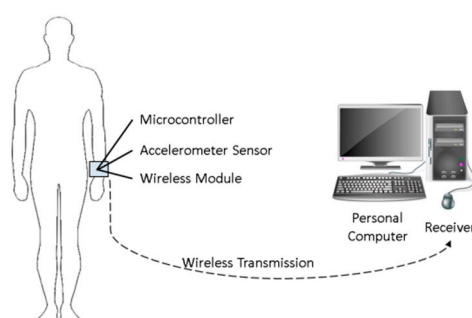 Microcontroller
Accelerometer Sensor
Wireless Module
Personal
Computer
Receiver
Wireless Transmission